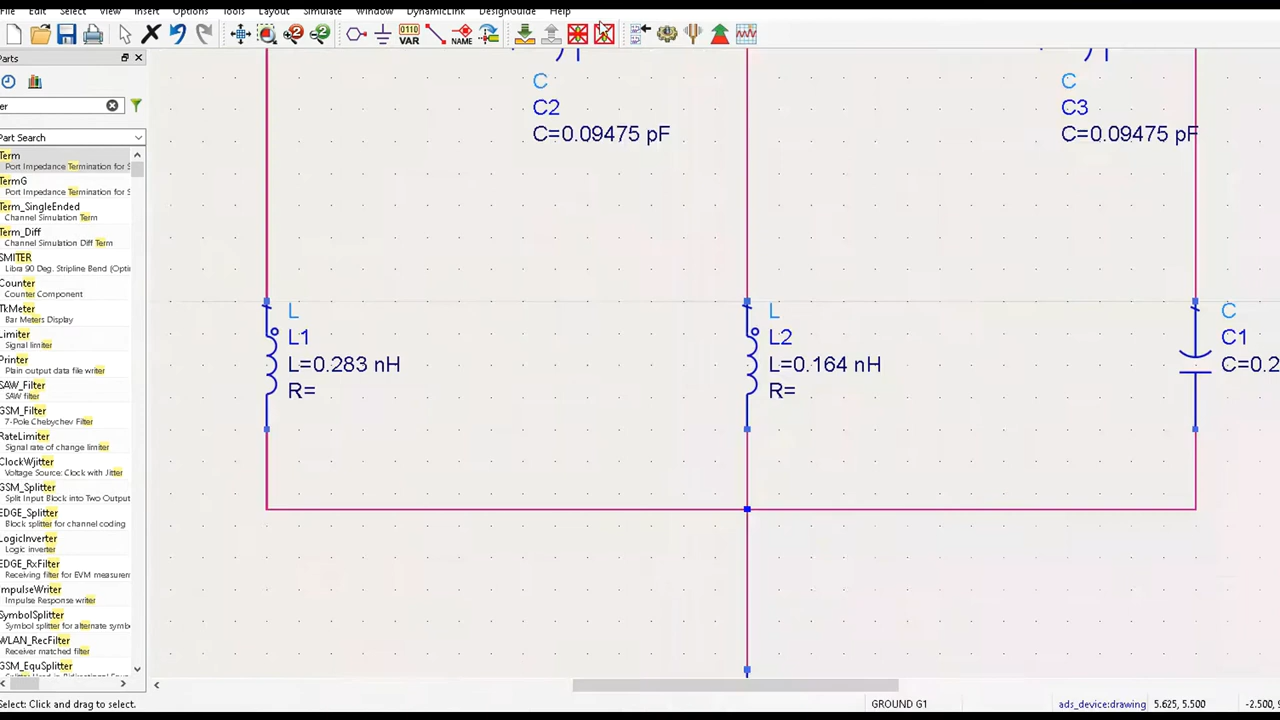 File Edit Select View Insert Options Tools Layout Simulate Window DynamicLink DesignGuide Help
0110
VAR
NAME
Parts
er
Part Search
Term
Port Impedance Termination for S
TermG
Port Impedance Termination for S
Term_SingleEnded
Channel Simulation Term
Term_Diff
Channel Simulation Diff Term
SMITER
Libra 90 Deg. Stripline Bend (Opti
Counter
Counter Component
TkMeter
Bar Meters Display
Limiter
Signal limiter
Printer
Plain output data file writer
SAW_Filter
SAW filter
GSM_Filter
7-Pole Chebychev Filter
RateLimiter
Signal rate of change limiter
ClockWjitter
Voltage Source: Clock with Jitter
GSM_Splitter
Split Input Block into Two Output
EDGE_Splitter
Block splitter for channel coding
LogicInverter
Logic inverter
EDGE_RxFilter
Receiving filter for EVM measurem
ImpulseWriter
Impulse Response writer
SymbolSplitter
Symbol splitter for alternate symbo
WLAN_RecFilter
Receiver matched filter
GSM_EquSplitter
C
C2
C=0.09475 pF
C
C3
C=0.09475 pF
L
L1
L=0.283 nH
R=
L
L2
L=0.164 nH
R=
C
C1
C=0.2
Select: Click and drag to select.
GROUND G1
ads_device:drawing
5.625, 5.500
-2.500,